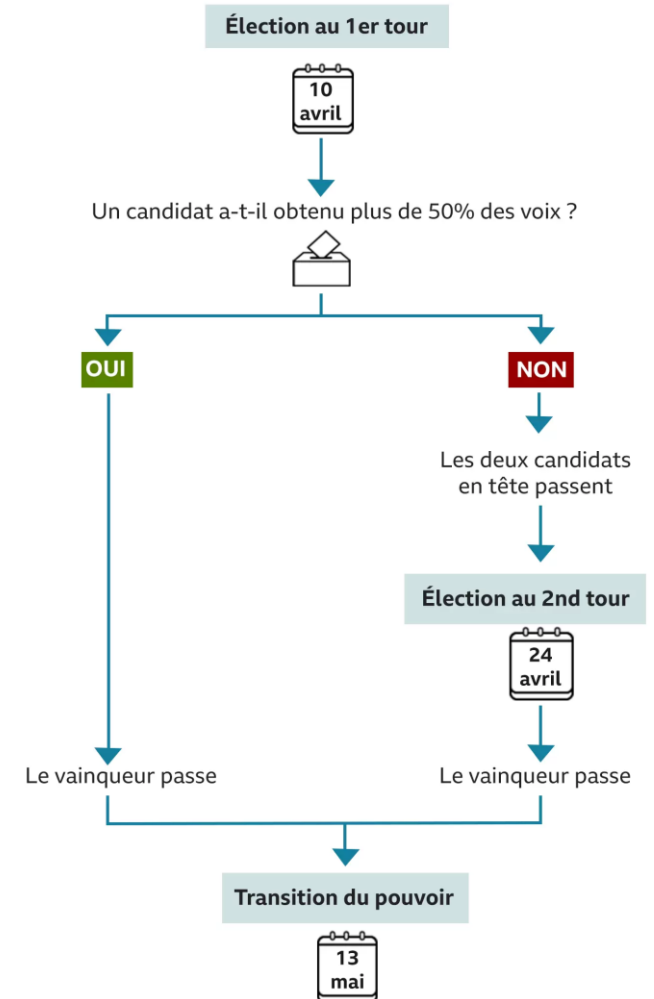 Élection au 1er tour
10
avril
Un candidat a-t-il obtenu plus de 50% des voix ?
OUI
NON
Les deux candidats
en tête passent
Élection au 2nd tour
24
avril
Le vainqueur passe
Le vainqueur passe
Transition du pouvoir
13
mai